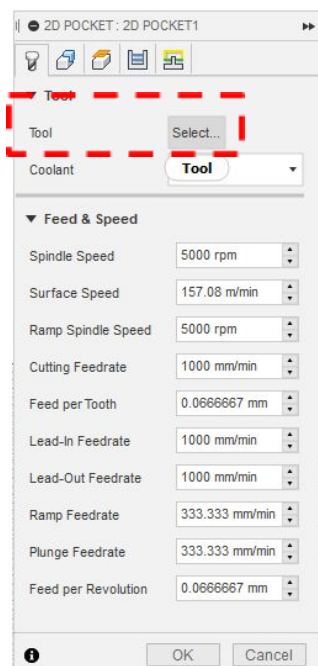 2D POCKET : 2D POCKET1
Tool
Tool Select...
Coolant Tool
Feed & Speed
Spindle Speed 5000 rpm
Surface Speed 157.08 m/min
Ramp Spindle Speed 5000 rpm
Cutting Feedrate 1000 mm/min
Feed per Tooth 0.0666667 mm
Lead-In Feedrate 1000 mm/min
Lead-Out Feedrate 1000 mm/min
Ramp Feedrate 333.333 mm/min
Plunge Feedrate 333.333 mm/min
Feed per Revolution 0.0666667 mm
OK Cancel